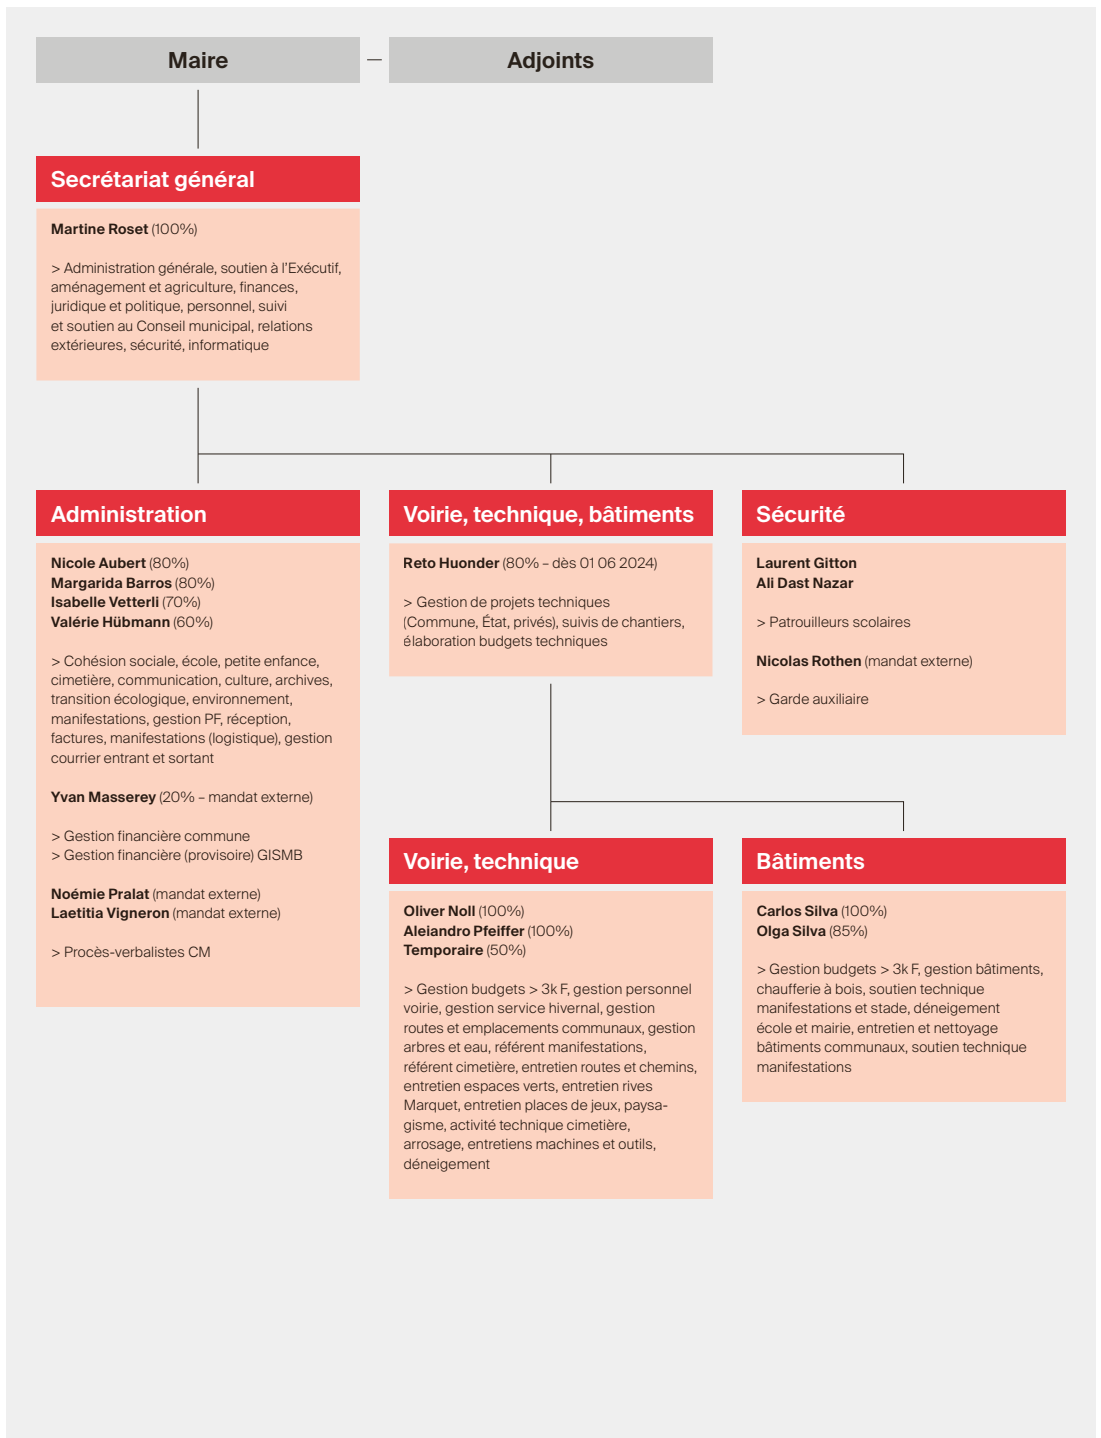 Maire
—
Adjoints
Secrétariat général
Martine Roset (100%)
> Administration générale, soutien à l'Exécutif,
aménagement et agriculture, finances,
juridique et politique, personnel, suivi
et soutien au Conseil municipal, relations
extérieures, sécurité, informatique
Administration
Nicole Aubert (80%)
Margarida Barros (80%)
Isabelle Vetterli (70%)
Valérie Hübmann (60%)
> Cohésion sociale, école, petite enfance,
cimetière, communication, culture, archives,
transition écologique, environnement,
manifestations, gestion PF, réception,
factures, manifestations (logistique), gestion
courrier entrant et sortant
Yvan Masserey (20% – mandat externe)
> Gestion financière commune
> Gestion financière (provisoire) GISMB
Noémie Pralat (mandat externe)
Laetitia Vigneron (mandat externe)
> Procès-verbalistes CM
Voirie, technique, bâtiments
Reto Huonder (80% – dès 01 06 2024)
> Gestion de projets techniques
(Commune, État, privés), suivis de chantiers,
élaboration budgets techniques
Sécurité
Laurent Gitton
Ali Dast Nazar
> Patrouilleurs scolaires
Nicolas Rothen (mandat externe)
> Garde auxiliaire
Voirie, technique
Oliver Noll (100%)
Aleiandro Pfeiffer (100%)
Temporaire (50%)
> Gestion budgets > 3k F, gestion personnel
voirie, gestion service hivernal, gestion
routes et emplacements communaux, gestion
arbres et eau, référent manifestations,
référent cimetière, entretien routes et chemins,
entretien espaces verts, entretien rives
Marquet, entretien places de jeux, paysa-
gisme, activité technique cimetière,
arrosage, entretiens machines et outils,
déneigement
Bâtiments
Carlos Silva (100%)
Olga Silva (85%)
> Gestion budgets > 3k F, gestion bâtiments,
chaufferie à bois, soutien technique
manifestations et stade, déneigement
école et mairie, entretien et nettoyage
bâtiments communaux, soutien technique
manifestations